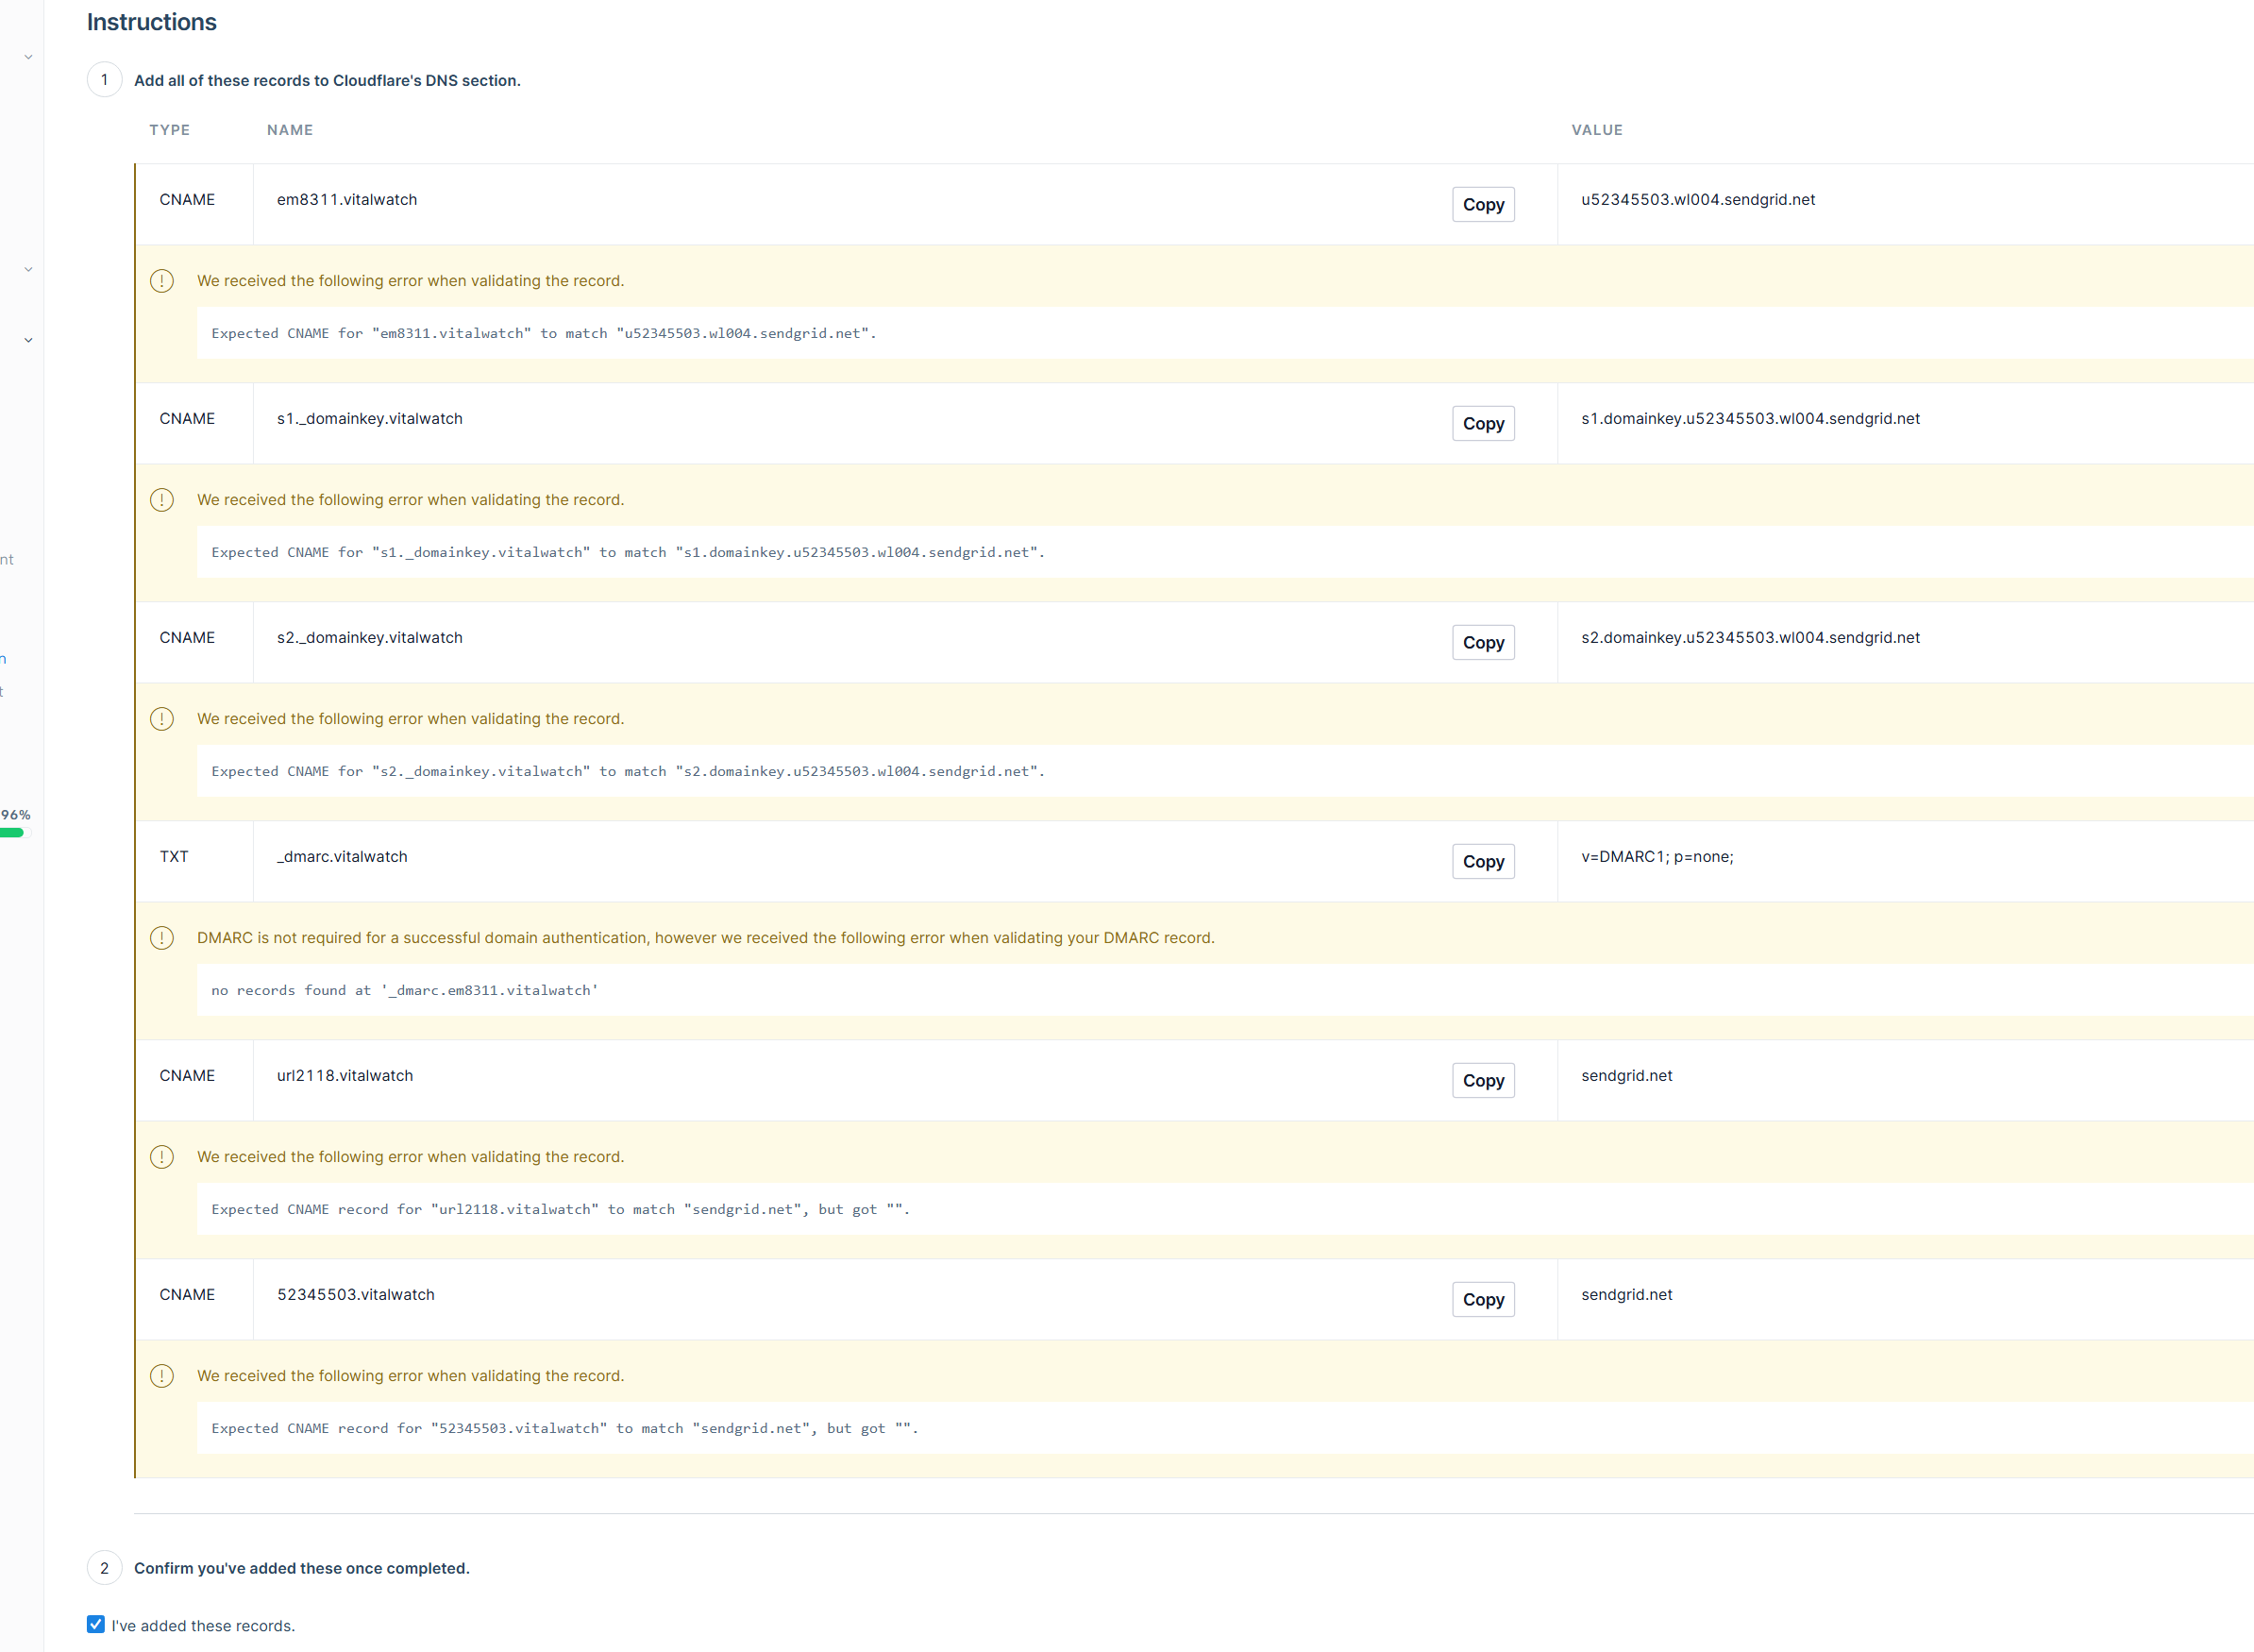 Instructions
1 Add all of these records to Cloudflare's DNS section.
TYPE NAME VALUE
CNAME em8311.vitalwatch Copy u52345503.wl004.sendgrid.net
We received the following error when validating the record.
Expected CNAME for "em8311.vitalwatch" to match "u52345503.wl004.sendgrid.net".
CNAME s1._domainkey.vitalwatch Copy s1.domainkey.u52345503.wl004.sendgrid.net
We received the following error when validating the record.
Expected CNAME for "s1._domainkey.vitalwatch" to match "s1.domainkey.u52345503.wl004.sendgrid.net".
nt
CNAME s2._domainkey.vitalwatch Copy s2.domainkey.u52345503.wl004.sendgrid.net
n
t
We received the following error when validating the record.
Expected CNAME for "s2._domainkey.vitalwatch" to match "s2.domainkey.u52345503.wl004.sendgrid.net".
96%
TXT _dmarc.vitalwatch Copy v=DMARC1; p=none;
DMARC is not required for a successful domain authentication, however we received the following error when validating your DMARC record.
no records found at '_dmarc.em8311.vitalwatch'
CNAME url2118.vitalwatch Copy sendgrid.net
We received the following error when validating the record.
Expected CNAME record for "url2118.vitalwatch" to match "sendgrid.net", but got "".
CNAME 52345503.vitalwatch Copy sendgrid.net
We received the following error when validating the record.
Expected CNAME record for "52345503.vitalwatch" to match "sendgrid.net", but got "".
2 Confirm you've added these once completed.
I've added these records.